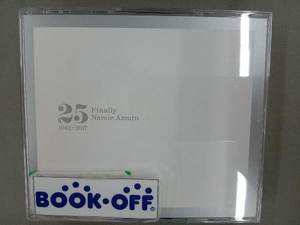 25
Finally
Namie Amuro
1992-2017
BOOK·OFF®